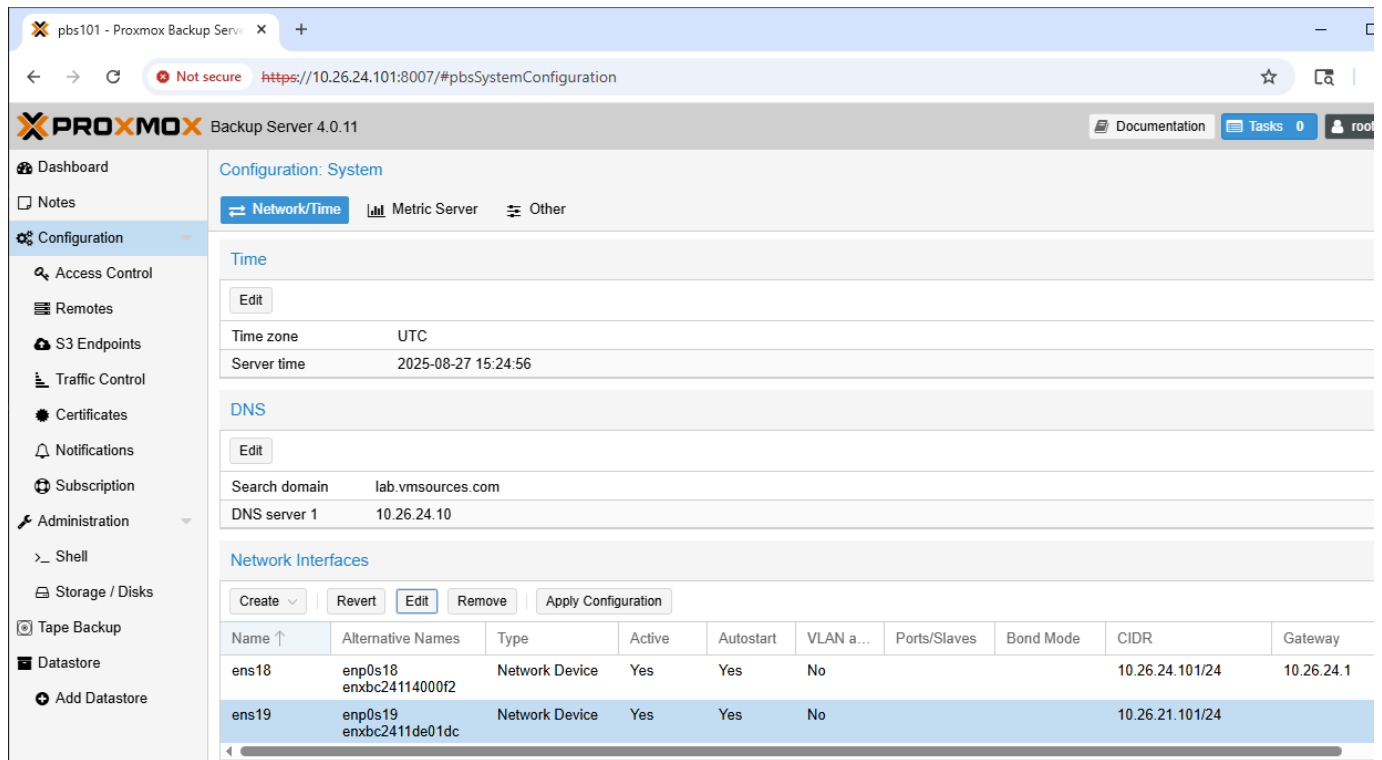 pbs101 - Proxmox Backup Serve
Not secure https://10.26.24.101:8007/#pbsSystemConfiguration
PROXMOX Backup Server 4.0.11 Documentation Tasks 0 root
Dashboard
Notes
Configuration
Access Control
Remotes
S3 Endpoints
Traffic Control
Certificates
Notifications
Subscription
Administration
>_ Shell
Storage / Disks
Tape Backup
Datastore
Add Datastore
Configuration: System
Network/Time Metric Server Other
Time
Edit
Time zone UTC
Server time 2025-08-27 15:24:56
DNS
Edit
Search domain lab.vmsources.com
DNS server 1 10.26.24.10
Network Interfaces
Create Revert Edit Remove Apply Configuration
Name ↑ Alternative Names Type Active Autostart VLAN a... Ports/Slaves Bond Mode CIDR Gateway
ens18 enp0s18 Network Device Yes Yes No 10.26.24.101/24 10.26.24.1
enxbc24114000f2
ens19 enp0s19 Network Device Yes Yes No 10.26.21.101/24
enxbc2411de01dc